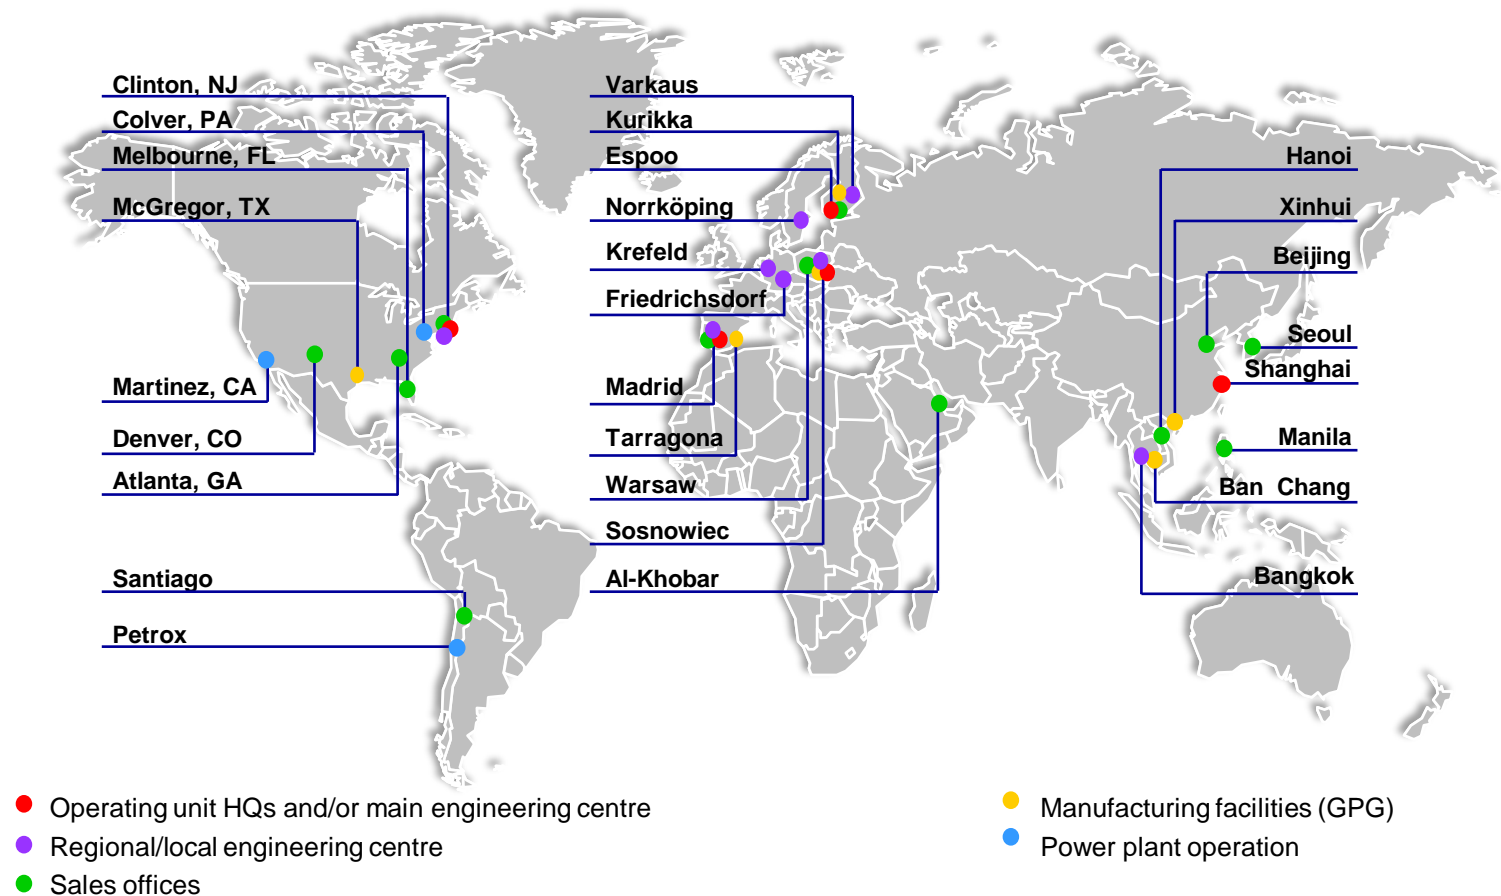 Clinton, NJ
Colver, PA
Melbourne, FL
McGregor, TX
Martinez, CA
Denver, CO
Atlanta, GA
Santiago
Petrox
Varkaus
Kurikka
Espoo
Norrköping
Krefeld
Friedrichsdorf
Madrid
Tarragona
Warsaw
Sosnowiec
Al-Khobar
Hanoi
Xinhui
Beijing
Seoul
Shanghai
Manila
Ban Chang
Bangkok
Operating unit HQs and/or main engineering centre
Regional/local engineering centre
Sales offices
Manufacturing facilities (GPG)
Power plant operation